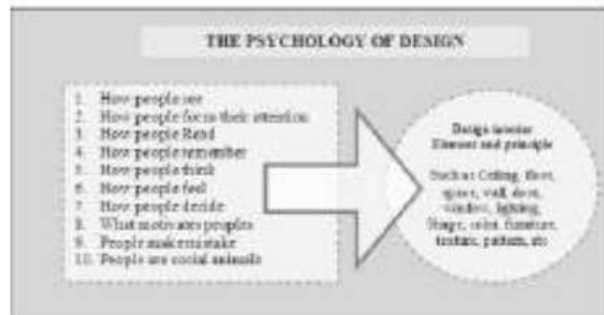 THE PSYCHOLOGY OF DESIGN
1. How people see
2. How people focus their attention
3. How people Read
4. How people remember
5. How people think
6. How people feel
7. How people decide
8. What motivates peoples
9. People make mistake
10. People are social animals
Design interior
Element and principle
Such as Ceiling, floor,
space, wall, door,
window, lighting,
Shape, color, furniture,
texture, pattern, etc